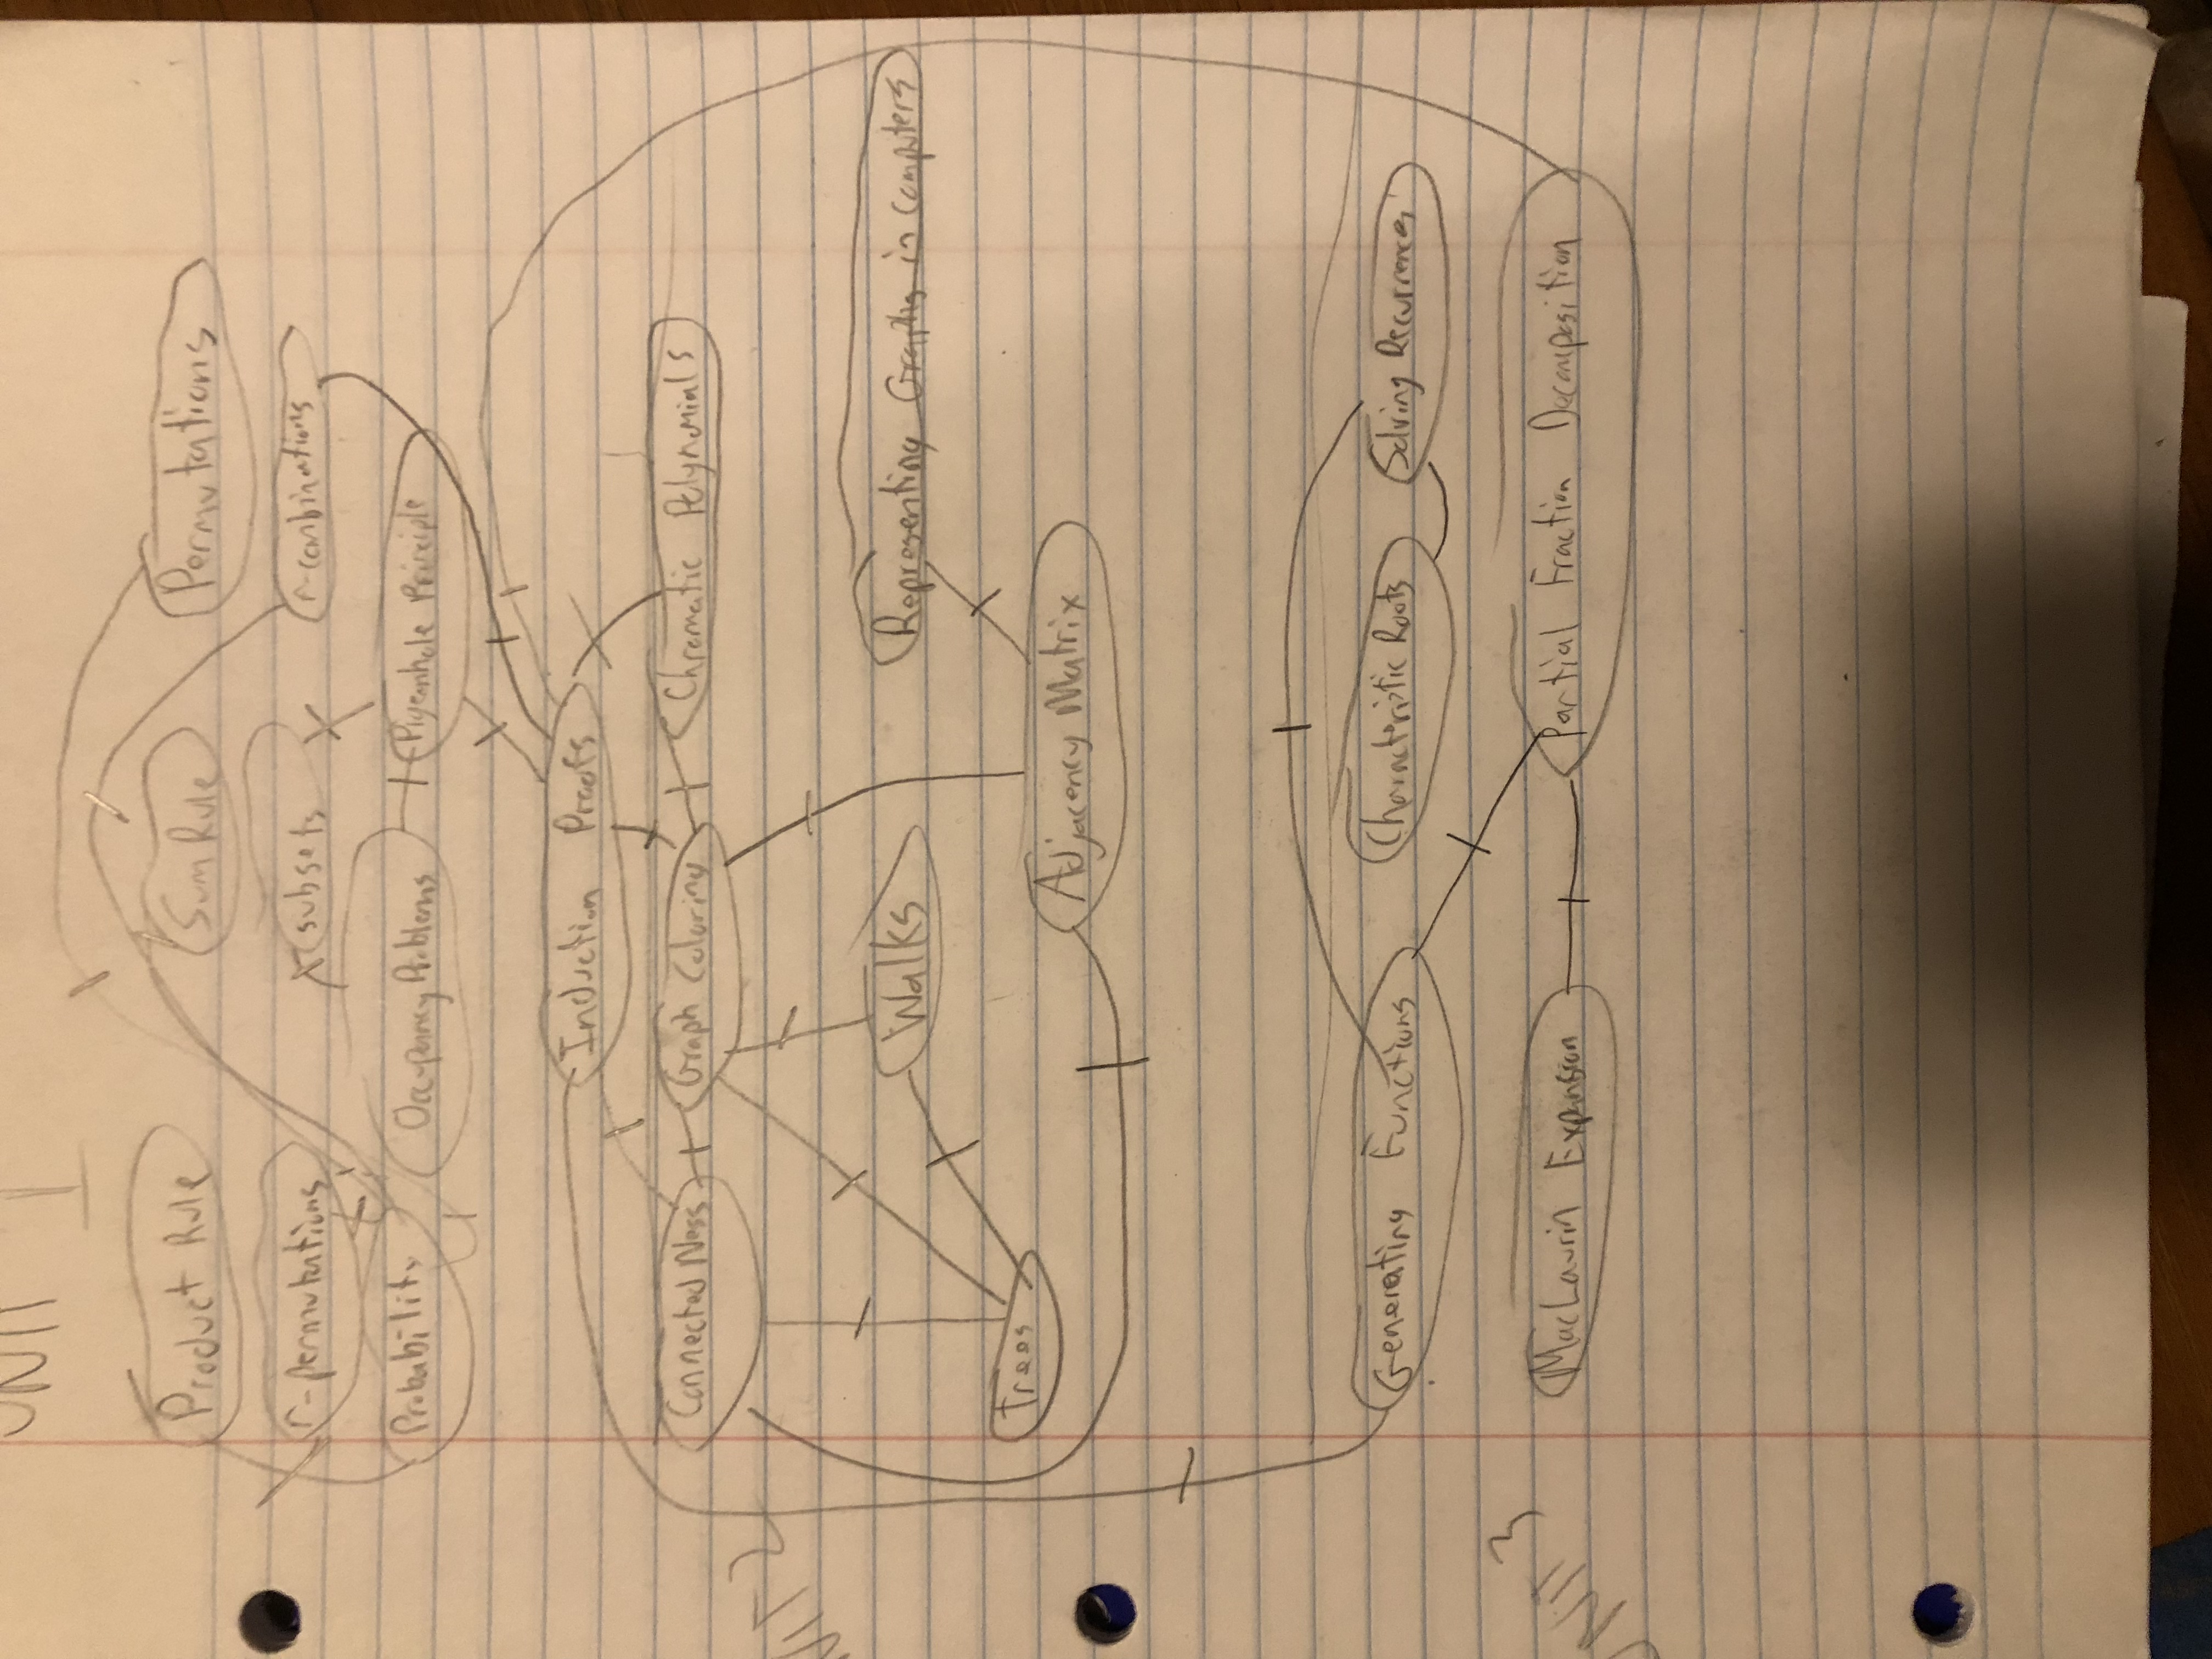 UNIT 1
Product Rule Sum Rule Permutations
r-permutations subsets r-combinations
Probability Occupancy Problems Pigeonhole Principle
Induction Proofs
Connected Ness Graph Coloring Chromatic Polynomials
UNIT 2
Walks Representing Graphs in computers
Trees
Adjacency Matrix
Generating Functions Characteristic Roots Solving Recurrences
UNIT 3
MacLaurin Expansion Partial Fraction Decomposition